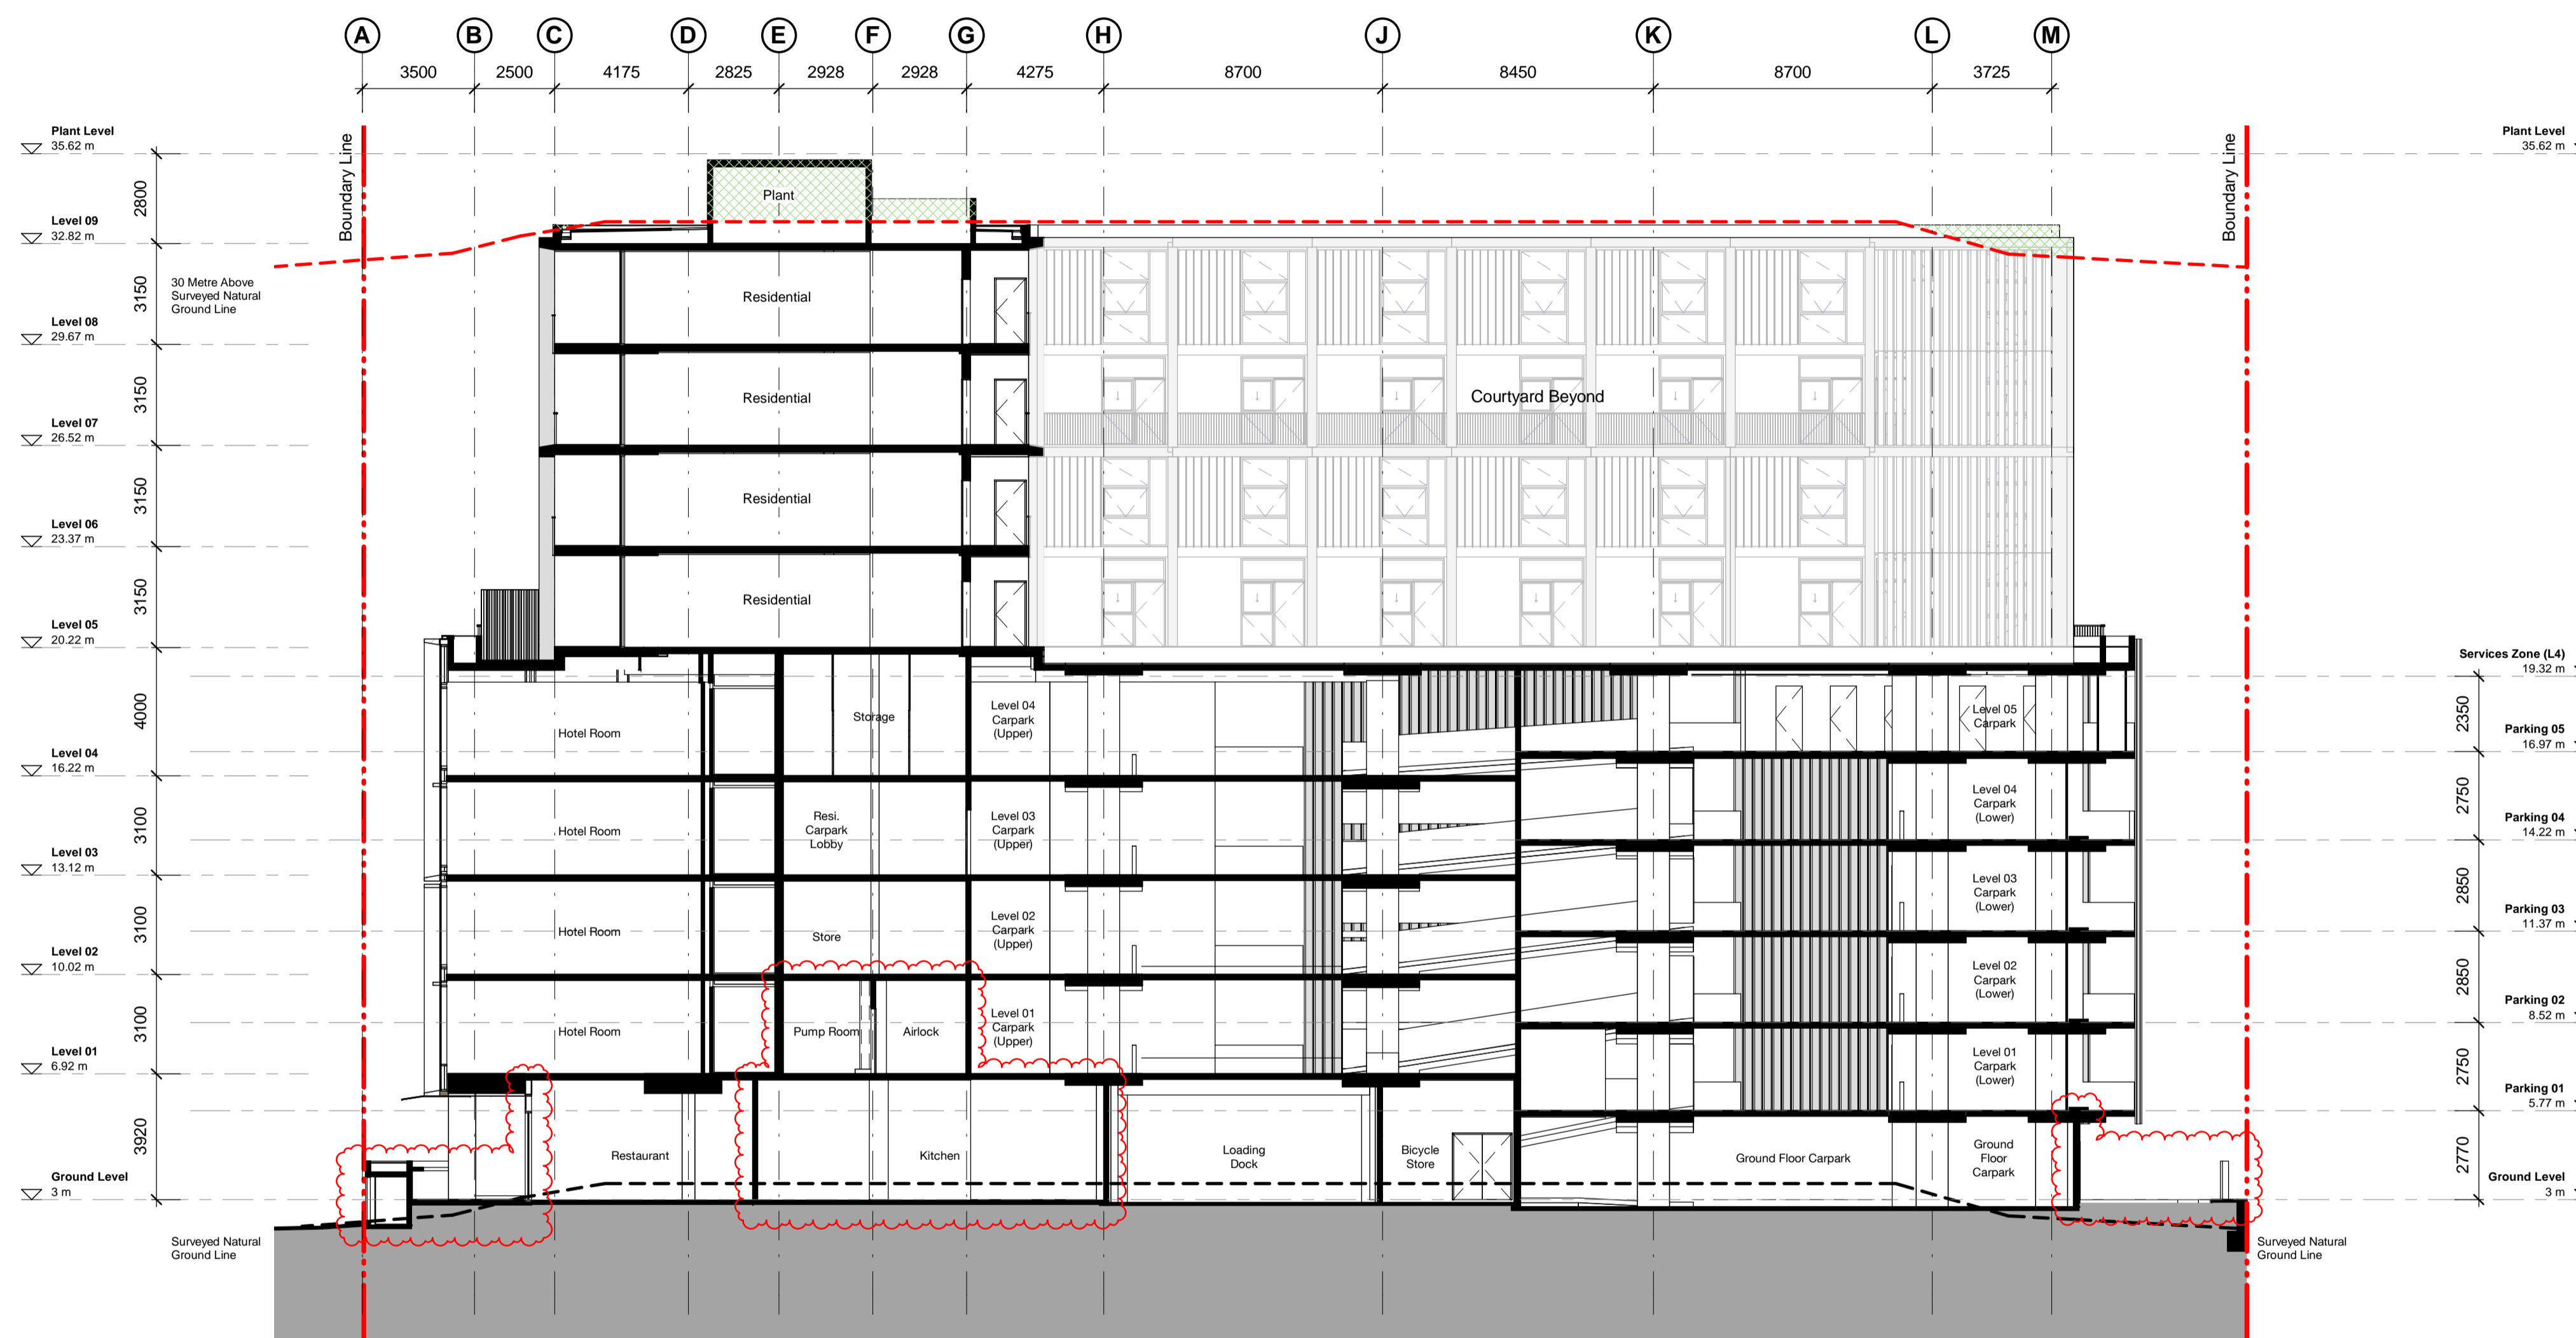 A B C D E F G H J K L M
3500 2500 4175 2825 2928 2928 4275 8700 8450 8700 3725
Plant Level
35.62 m
2800
Level 09
32.82 m
3150
Level 08
29.67 m
3150
Level 07
26.52 m
3150
Level 06
23.37 m
3150
Level 05
20.22 m
4000
Level 04
16.22 m
3100
Level 03
13.12 m
3100
Level 02
10.02 m
3100
Level 01
6.92 m
3920
Ground Level
3 m
Boundary Line
30 Metre Above
Surveyed Natural
Ground Line
Surveyed Natural
Ground Line
Plant
Residential
Residential
Residential
Residential
Courtyard Beyond
Hotel Room
Storage
Level 04
Carpark
(Upper)
Level 05
Carpark
Hotel Room
Resi.
Carpark
Lobby
Level 03
Carpark
(Upper)
Level 04
Carpark
(Lower)
Hotel Room
Store
Level 02
Carpark
(Upper)
Level 03
Carpark
(Lower)
Hotel Room
Pump Room
Airlock
Level 01
Carpark
(Upper)
Level 02
Carpark
(Lower)
Level 01
Carpark
(Lower)
Restaurant
Kitchen
Loading
Dock
Bicycle
Store
Ground Floor Carpark
Ground
Floor
Carpark
Boundary Line
Plant Level
35.62 m
Services Zone (L4)
19.32 m
2350
Parking 05
16.97 m
2750
Parking 04
14.22 m
2850
Parking 03
11.37 m
2850
Parking 02
8.52 m
2750
Parking 01
5.77 m
2770
Ground Level
3 m
Surveyed Natural
Ground Line